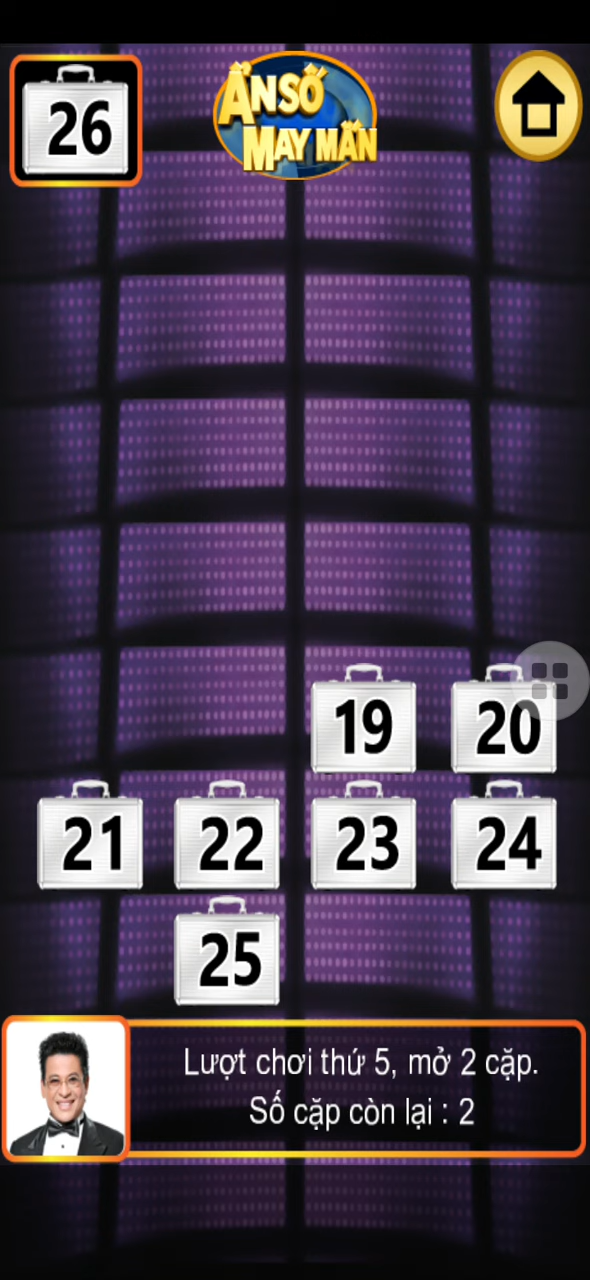 26
ẨN SỐ
MAY MẮN
19 20
21 22 23 24
25
Lượt chơi thứ 5, mở 2 cặp.
Số cặp còn lại : 2